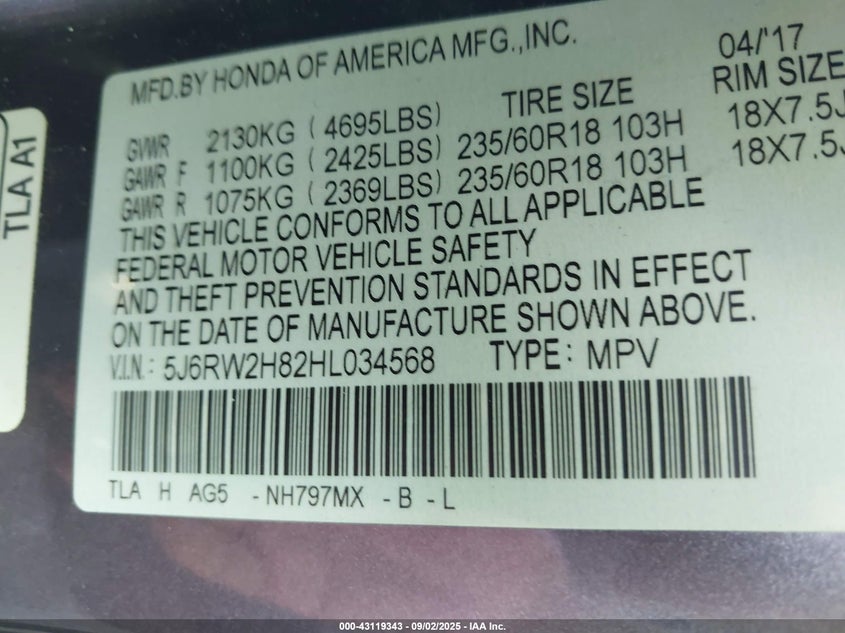 MFD.BY HONDA OF AMERICA MFG.,INC. 04/'17
TIRE SIZE RIM SIZE
GVWR 2130KG ( 4695LBS)
GAWR F 1100KG ( 2425LBS) 235/60R18 103H 18X7.5J
GAWR R 1075KG ( 2369LBS) 235/60R18 103H 18X7.5J
THIS VEHICLE CONFORMS TO ALL APPLICABLE
FEDERAL MOTOR VEHICLE SAFETY
AND THEFT PREVENTION STANDARDS IN EFFECT
ON THE DATE OF MANUFACTURE SHOWN ABOVE.
V.I.N.: 5J6RW2H82HL034568 TYPE: MPV
TLA H AG5 -NH797MX -B -L
TLA A1
000-43119343 - 09/02/2025 - IAA Inc.